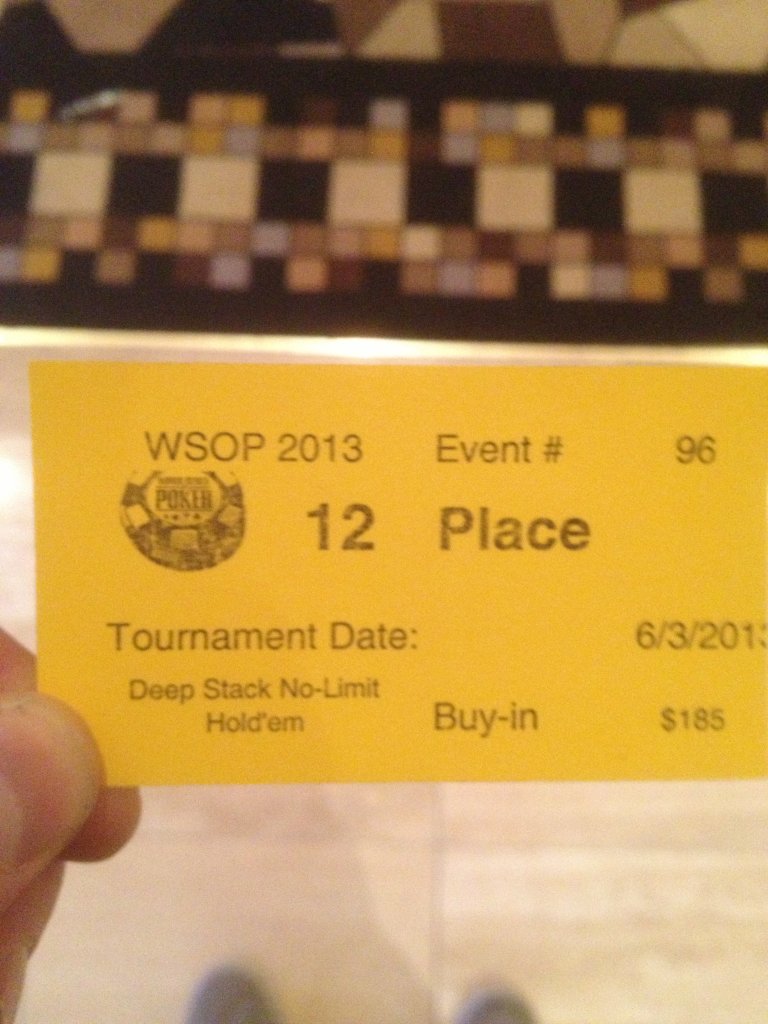 WSOP 2013 Event # 96
POKER
12 Place
Tournament Date: 6/3/2013
Deep Stack No-Limit
Hold'em Buy-in $185